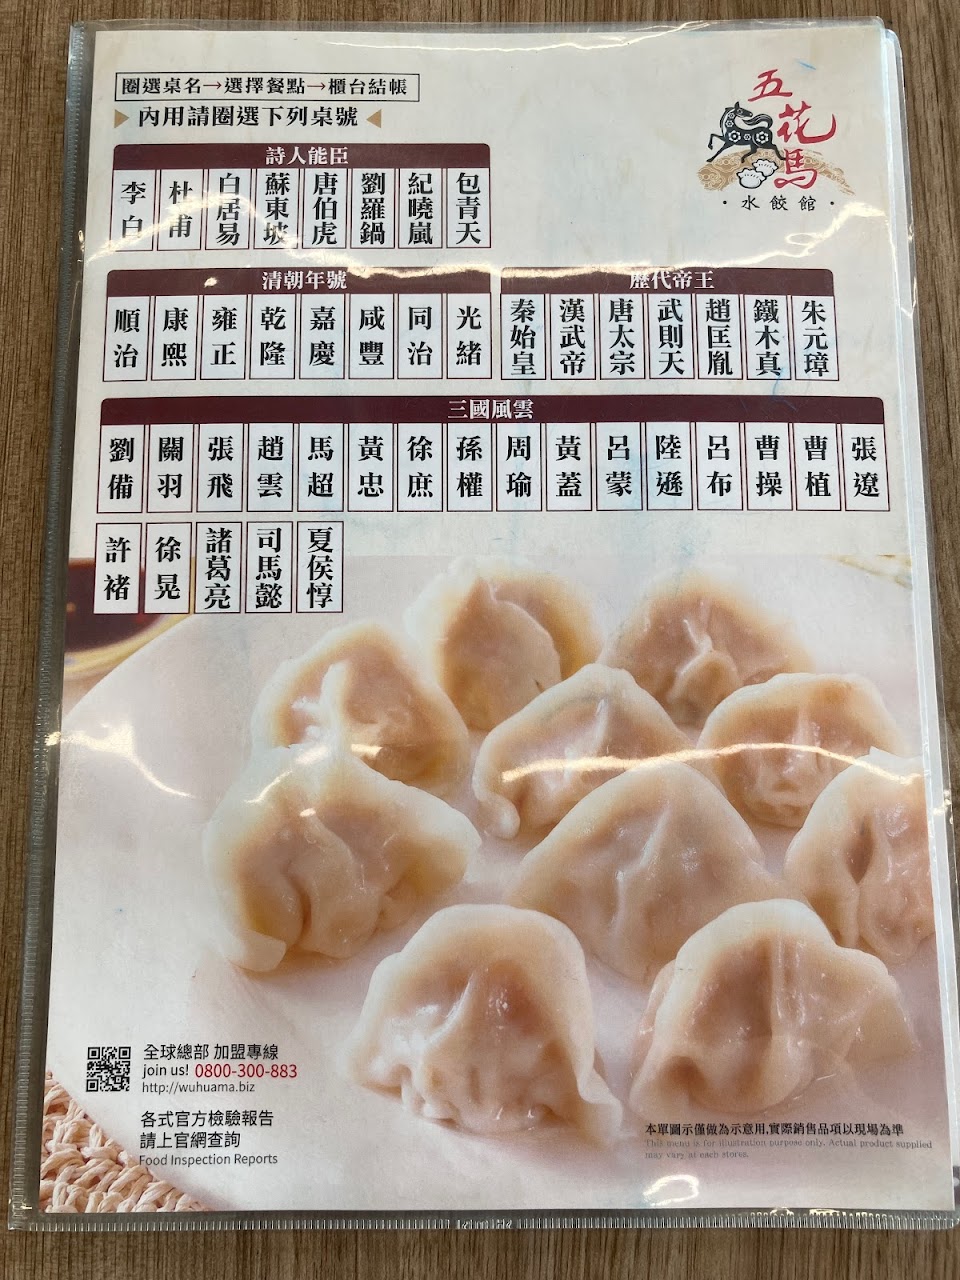 圈選桌名→選擇餐點→櫃台結帳
內用請圈選下列桌號
五花馬
·水餃館·
詩人能臣
李白 杜甫 白居易 蘇東坡 唐伯虎 劉羅鍋 紀曉嵐 包青天
清朝年號
順治 康熙 雍正 乾隆 嘉慶 咸豐 同治 光緒
歷代帝王
秦始皇 漢武帝 唐太宗 武則天 趙匡胤 鐵木真 朱元璋
三國風雲
劉備 關羽 張飛 趙雲 馬超 黃忠 徐庶 孫權 周瑜 黃蓋 呂蒙 陸遜 呂布 曹操 曹植 張遼
許褚 徐晃 諸葛亮 司馬懿 夏侯惇
全球總部 加盟專線
join us! 0800-300-883
http://wuhuama.biz
各式官方檢驗報告
請上官網查詢
Food Inspection Reports
本單圖示僅做為示意用,實際銷售品項以現場為準
This menu is for illustration purpose only. Actual product supplied
may vary at each stores.